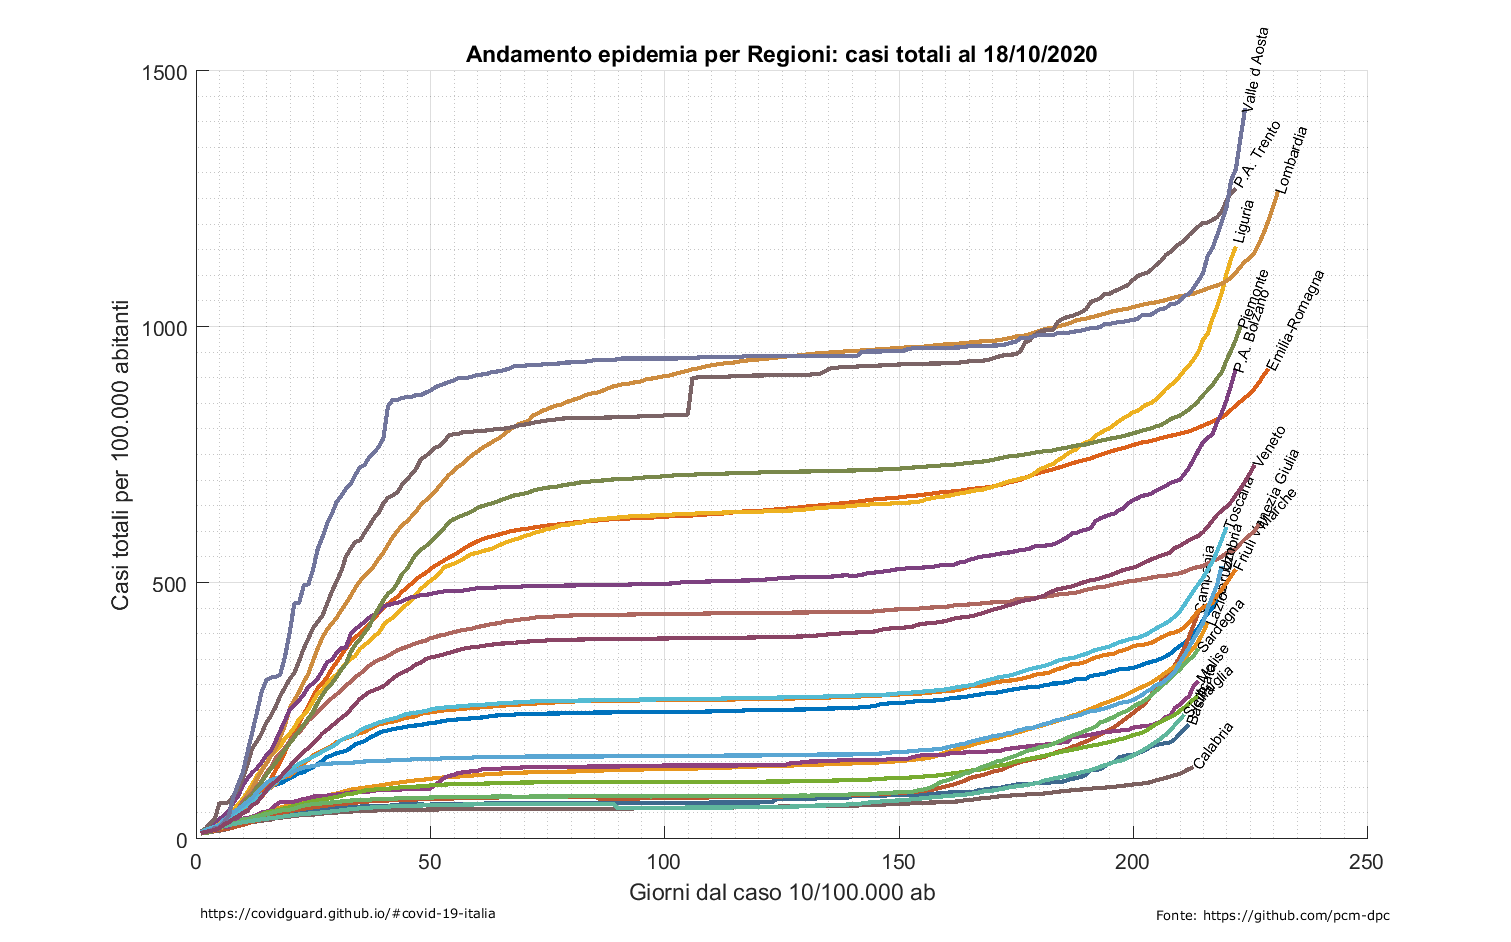 Andamento epidemia per Regioni: casi totali al 18/10/2020
Casi totali per 100.000 abitanti
1500
1000
500
0
0
50
100
150
200
250
Giorni dal caso 10/100.000 ab
Valle d Aosta
P.A. Trento
Lombardia
Liguria
Piemonte
P.A. Bolzano
Emilia-Romagna
Veneto
Toscana
Friuli Venezia Giulia
Marche
Umbria
Campania
Lazio
Sardegna
Molise
Puglia
Sicilia
Calabria
https://covidguard.github.io/#covid-19-italia
Fonte: https://github.com/pcm-dpc